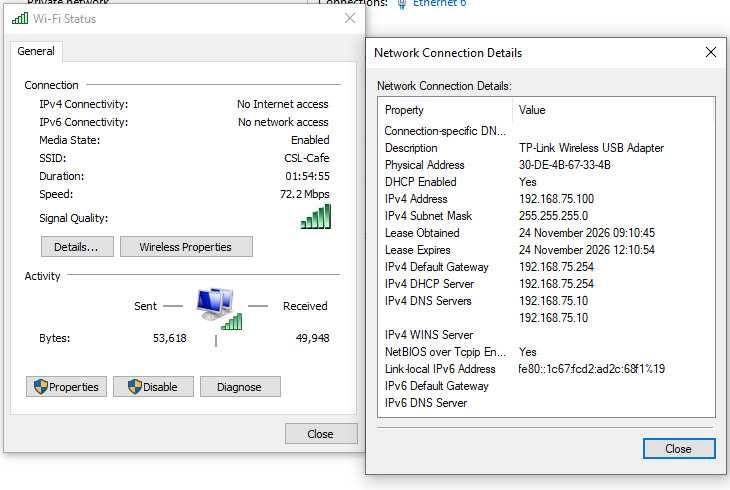 Private network
Connections: Ethernet 6
Wi-Fi Status
General
Connection
IPv4 Connectivity: No Internet access
IPv6 Connectivity: No network access
Media State: Enabled
SSID: CSL-Cafe
Duration: 01:54:55
Speed: 72.2 Mbps
Signal Quality:
Details...
Wireless Properties
Activity
Sent
Received
Bytes: 53,618 49,948
Properties
Disable
Diagnose
Close
Network Connection Details
Network Connection Details:
Property Value
Connection-specific DN...
Description TP-Link Wireless USB Adapter
Physical Address 30-DE-4B-67-33-4B
DHCP Enabled Yes
IPv4 Address 192.168.75.100
IPv4 Subnet Mask 255.255.255.0
Lease Obtained 24 November 2026 09:10:45
Lease Expires 24 November 2026 12:10:54
IPv4 Default Gateway 192.168.75.254
IPv4 DHCP Server 192.168.75.254
IPv4 DNS Servers 192.168.75.10
192.168.75.10
IPv4 WINS Server
NetBIOS over Tcpip En... Yes
Link-local IPv6 Address fe80::1c67:fcd2:ad2c:68f1%19
IPv6 Default Gateway
IPv6 DNS Server
Close